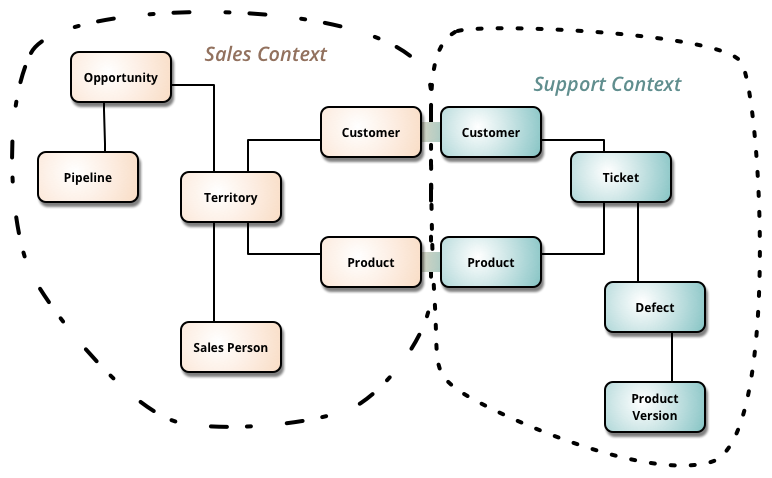 Sales Context
Opportunity
Pipeline
Territory
Customer
Product
Sales Person
Support Context
Customer
Ticket
Product
Defect
Product
Version